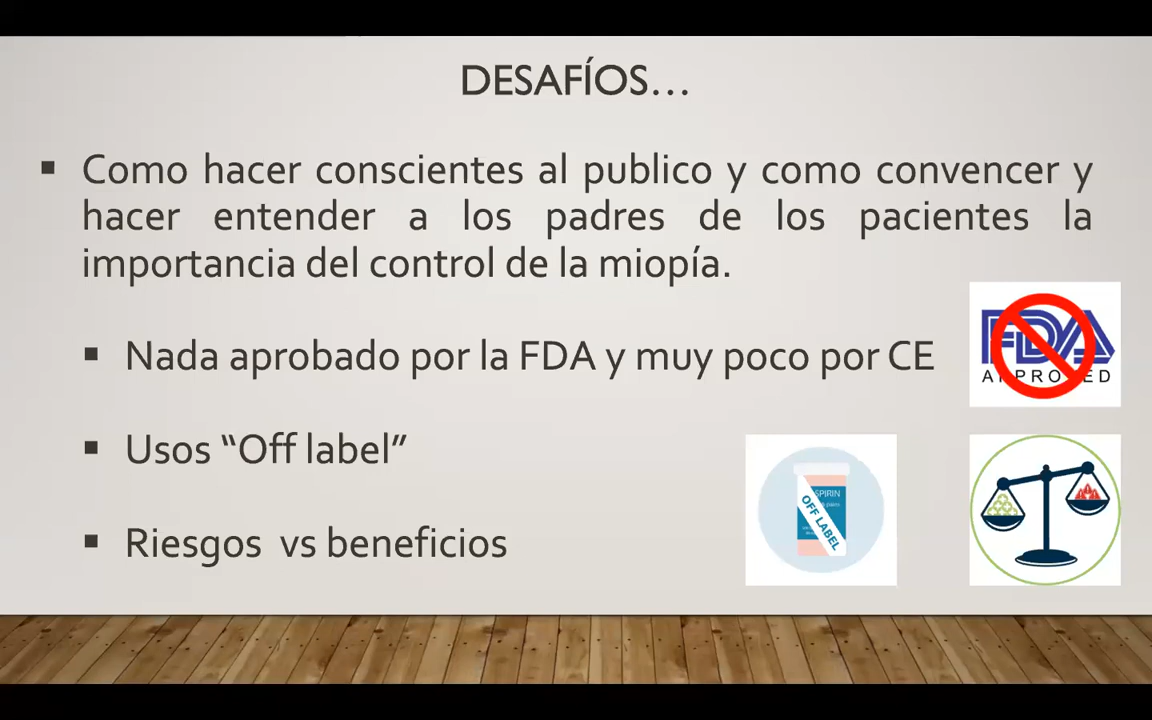 DESAFÍOS…
▪ Como hacer conscientes al publico y como convencer y
hacer entender a los padres de los pacientes la
importancia del control de la miopía.
▪ Nada aprobado por la FDA y muy poco por CE
FDA
▪ Usos “Off label”
OFF LABEL
▪ Riesgos vs beneficios